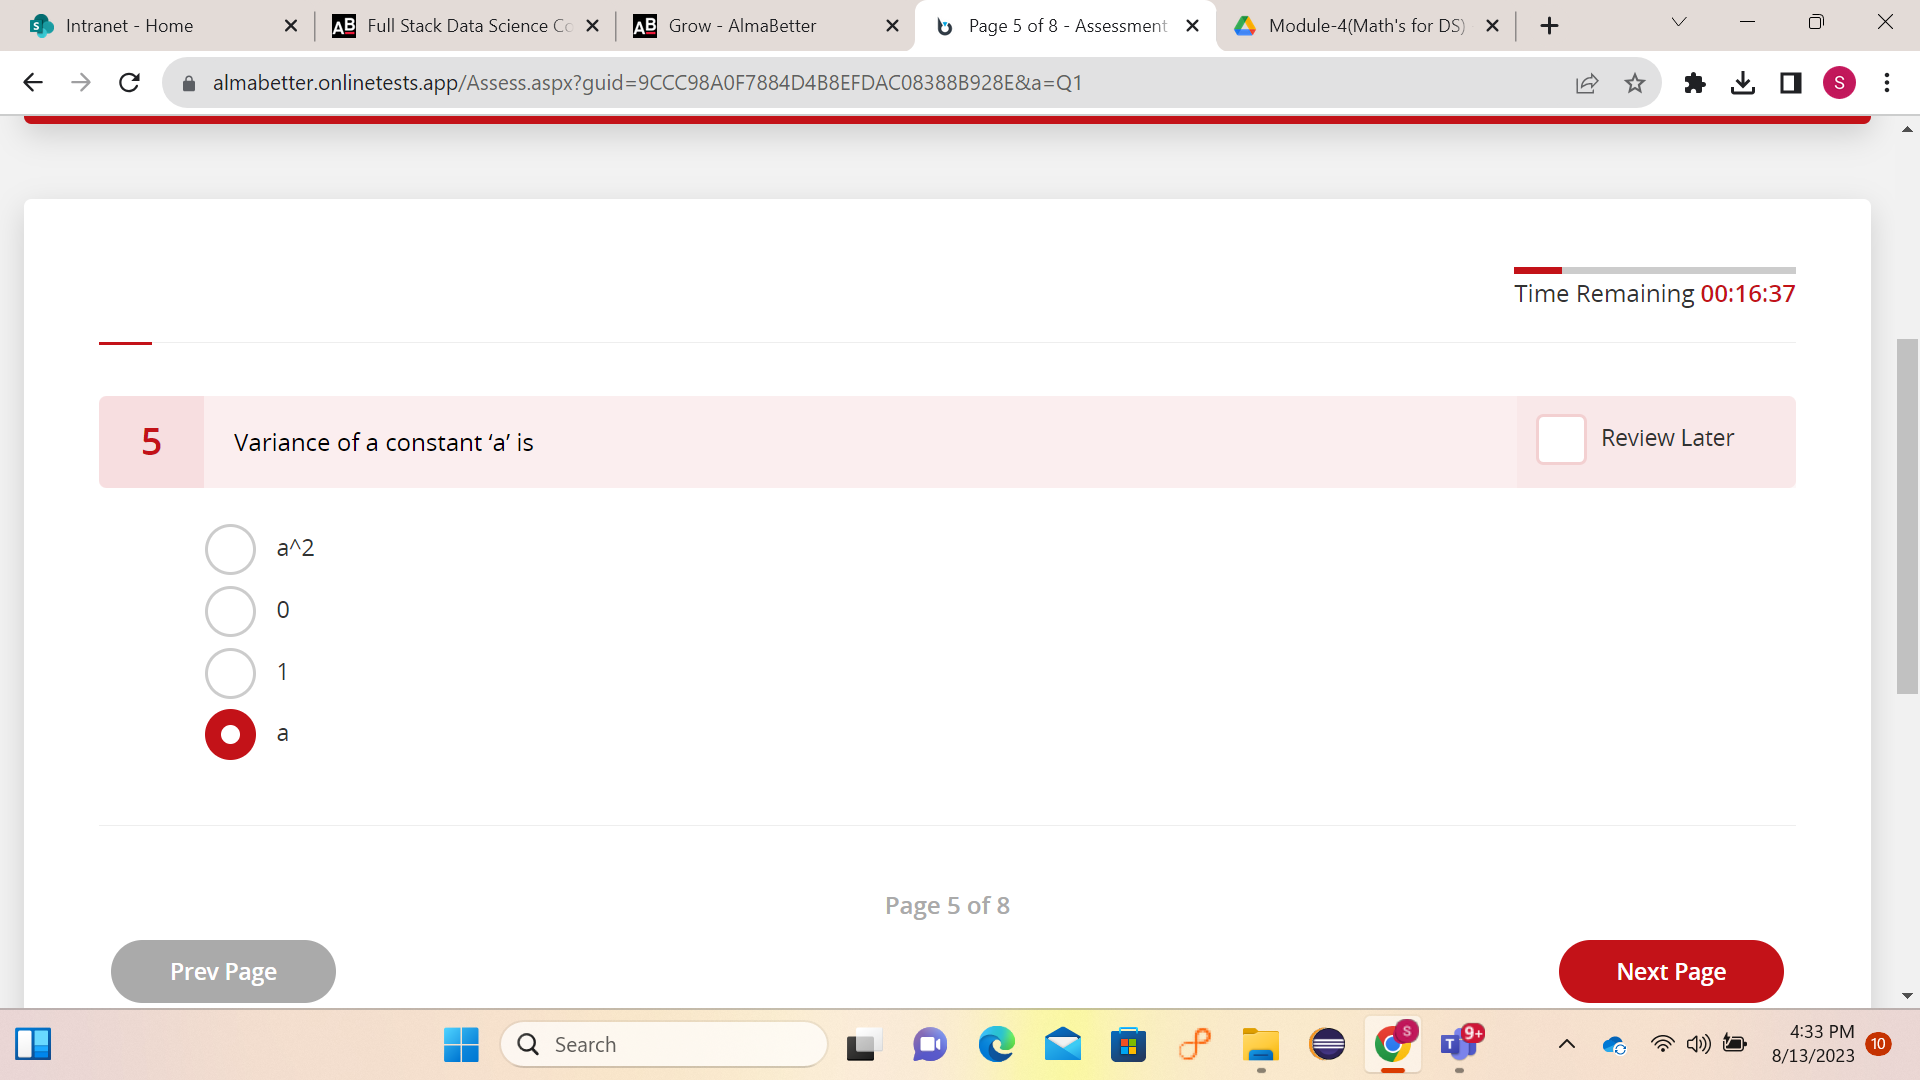 Intranet - Home
AB Full Stack Data Science Co
AB Grow - AlmaBetter
Page 5 of 8 - Assessment
Module-4(Math's for DS)
almabetter.onlinetests.app/Assess.aspx?guid=9CCC98A0F7884D4B8EFDAC08388B928E&a=Q1
S
Time Remaining 00:16:37
5
Variance of a constant ‘a’ is
Review Later
a^2
0
1
a
Page 5 of 8
Prev Page
Next Page
Search
S
T
9+
4:33 PM
8/13/2023
10